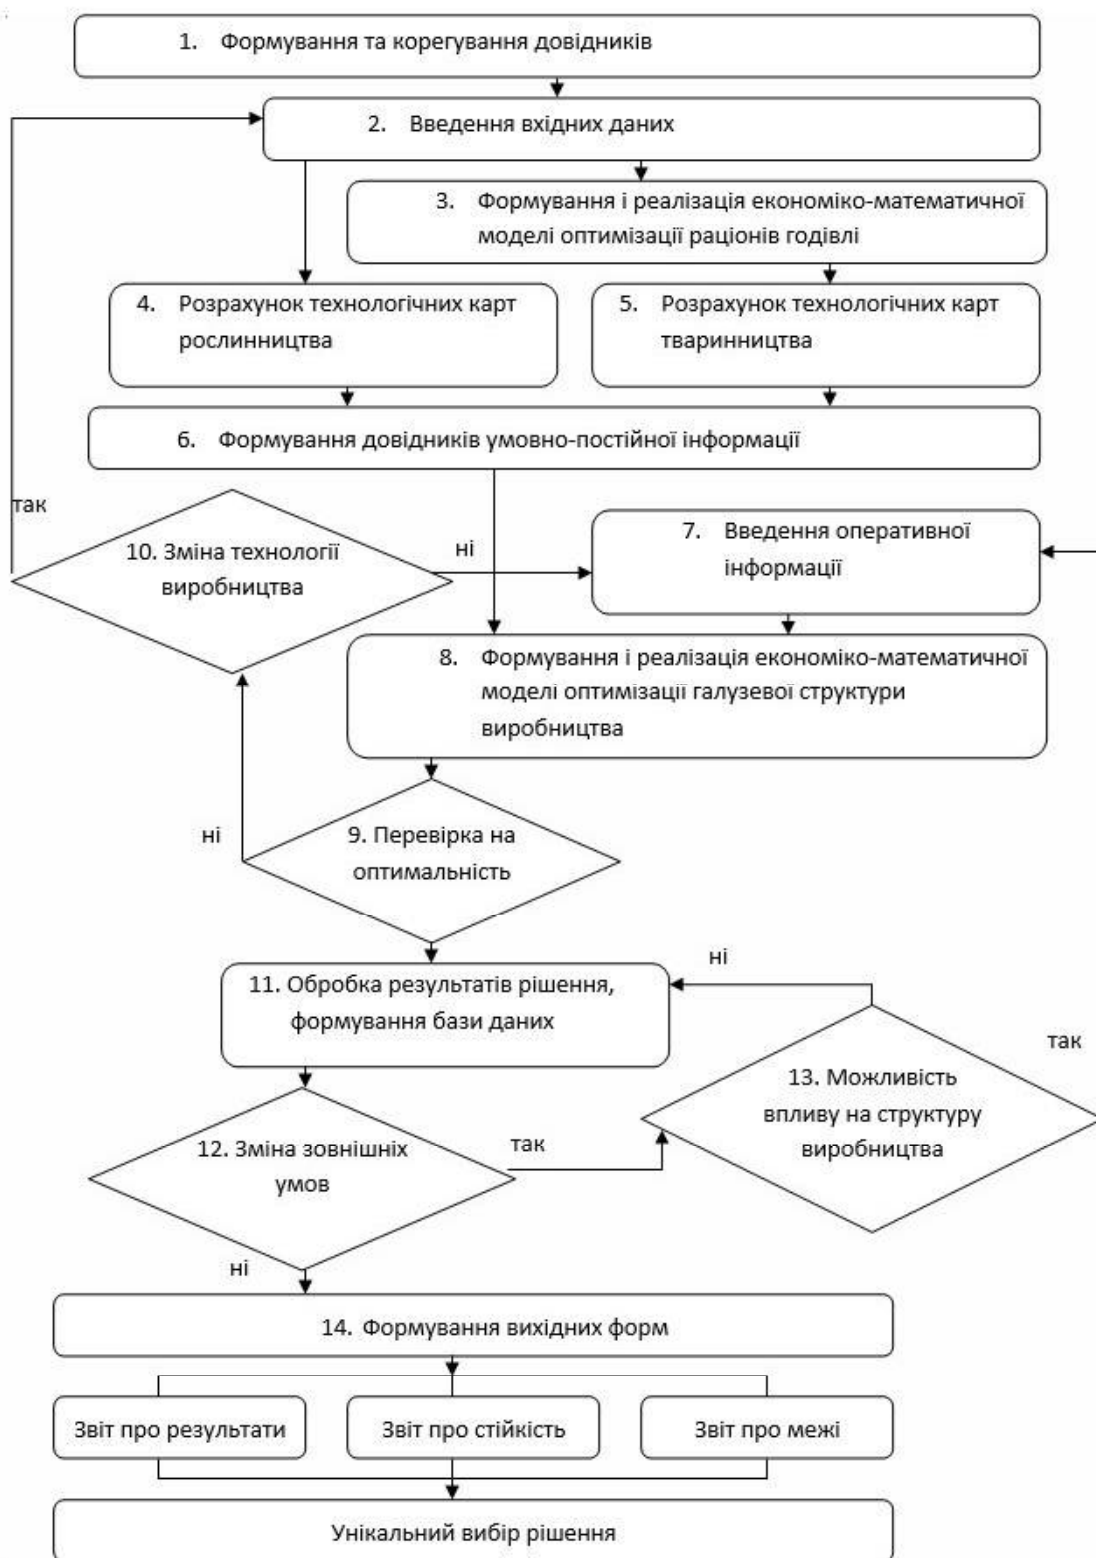 1. Формування та корегування довідників
2. Введення вхідних даних
3. Формування і реалізація економіко-математичної
моделі оптимізації раціонів годівлі
4. Розрахунок технологічних карт
рослинництва
5. Розрахунок технологічних карт
тваринництва
6. Формування довідників умовно-постійної інформації
так
10. Зміна технології
виробництва
ні
7. Введення оперативної
інформації
8. Формування і реалізація економіко-математичної
моделі оптимізації галузевої структури
виробництва
ні
9. Перевірка на
оптимальність
ні
11. Обробка результатів рішення,
формування бази даних
так
13. Можливість
впливу на структуру
виробництва
12. Зміна зовнішніх
умов
так
ні
14. Формування вихідних форм
Звіт про результати
Звіт про стійкість
Звіт про межі
Унікальний вибір рішення